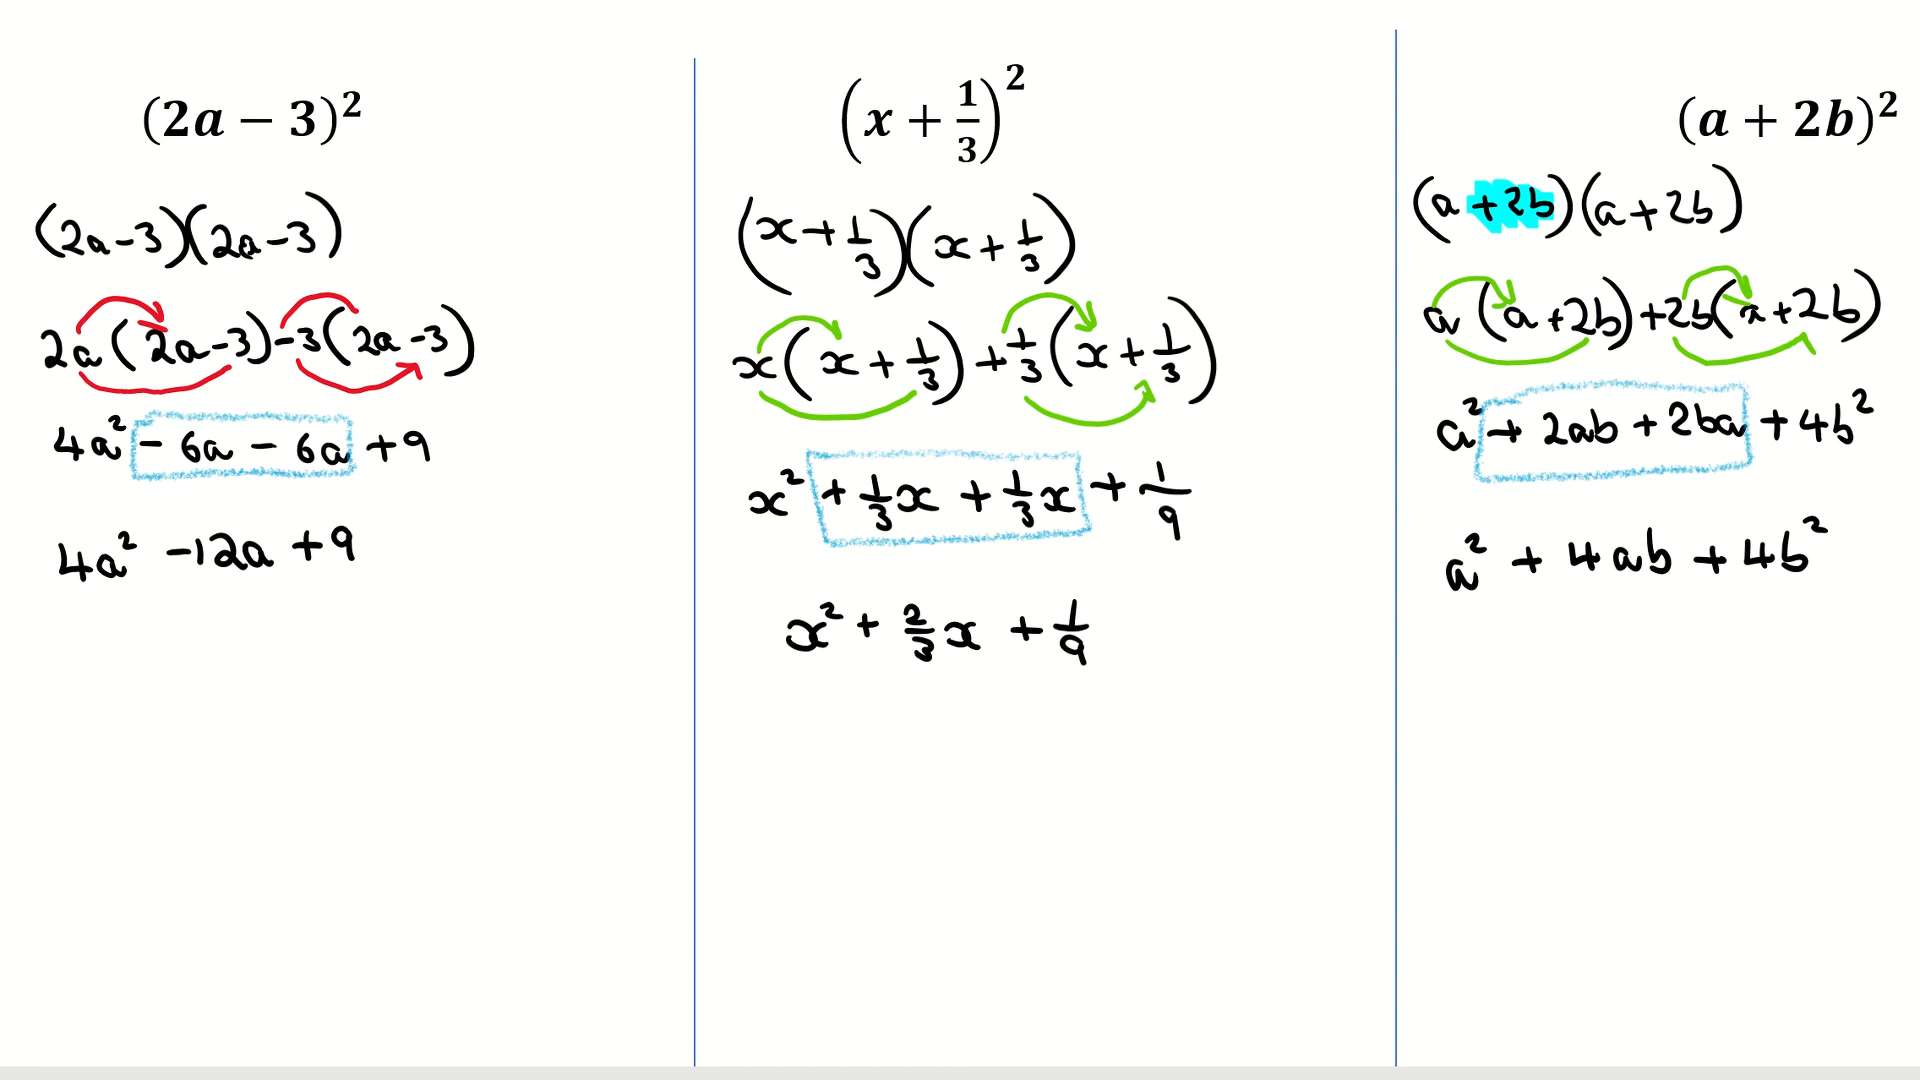 (2a − 3)²
(2a-3)(2a-3)
2a(2a-3)-3(2a-3)
4a² - 6a - 6a + 9
4a² -12a +9
(x + 1/3)²
(x + 1/3)(x + 1/3)
x(x + 1/3) + 1/3(x + 1/3)
x² + 1/3x + 1/3x + 1/9
x² + 2/3x + 1/9
(a + 2b)²
(a +2b)(a+2b)
a(a+2b)+2b(a+2b)
a² + 2ab + 2ba + 4b²
a² + 4ab + 4b²